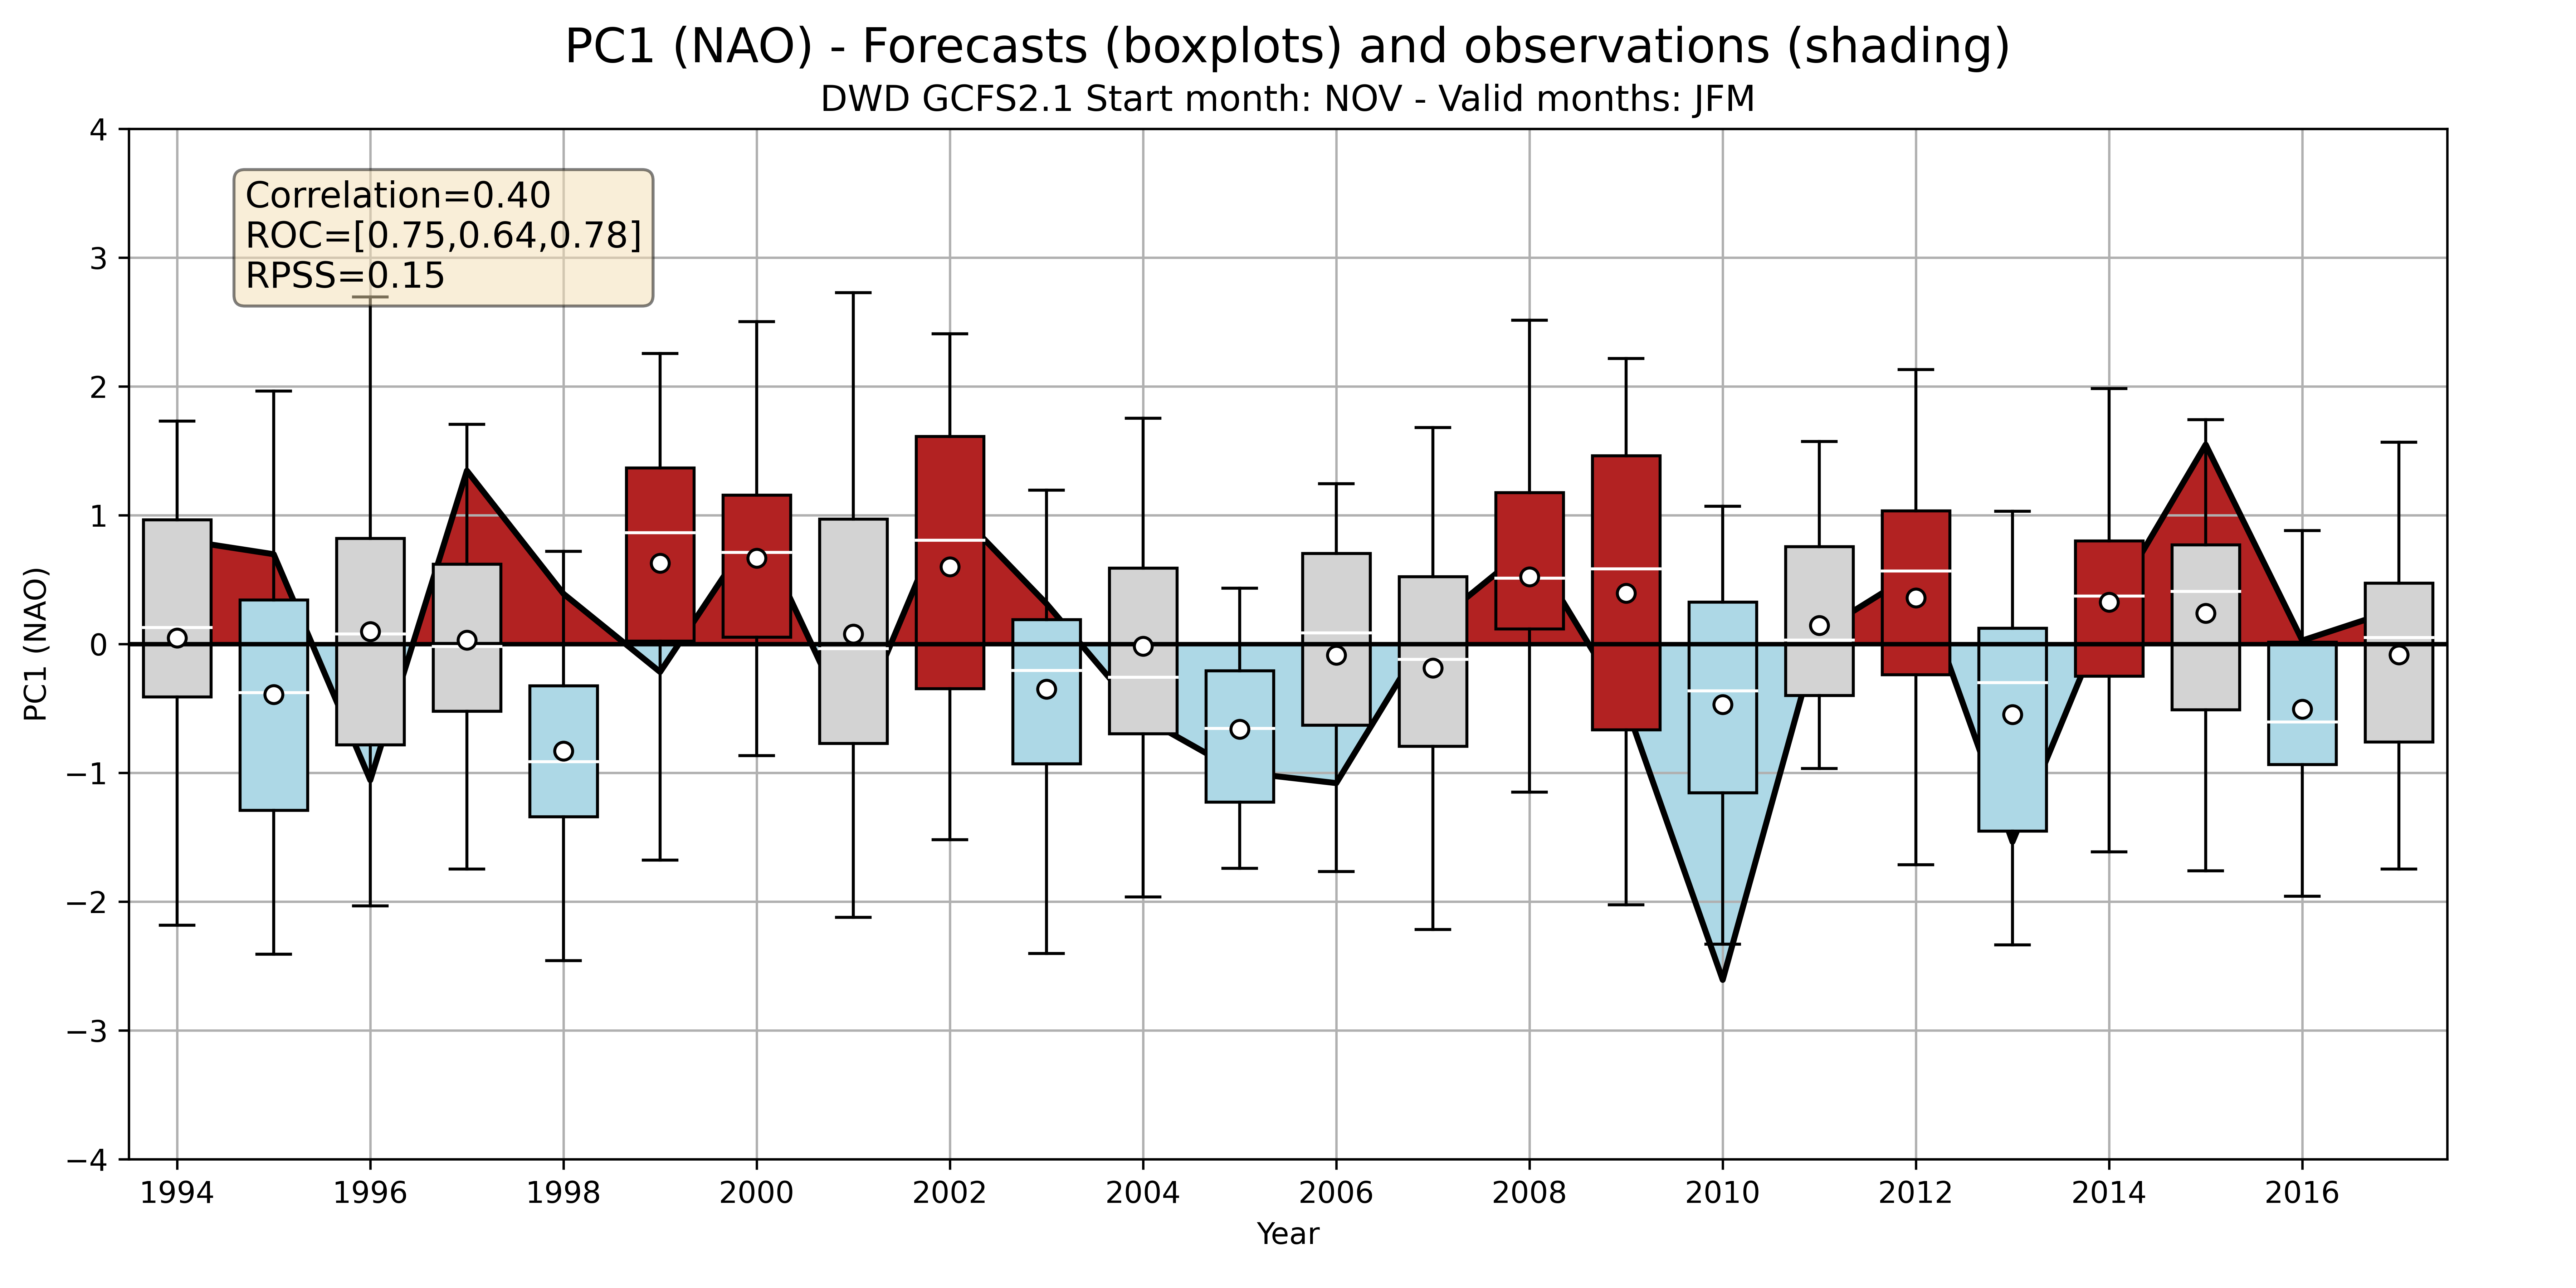 PC1 (NAO) - Forecasts (boxplots) and observations (shading)
DWD GCFS2.1 Start month: NOV - Valid months: JFM
Correlation=0.40
ROC=[0.75,0.64,0.78]
RPSS=0.15
PC1 (NAO)
4
3
2
1
0
−1
−2
−3
−4
1994 1996 1998 2000 2002 2004 2006 2008 2010 2012 2014 2016
Year